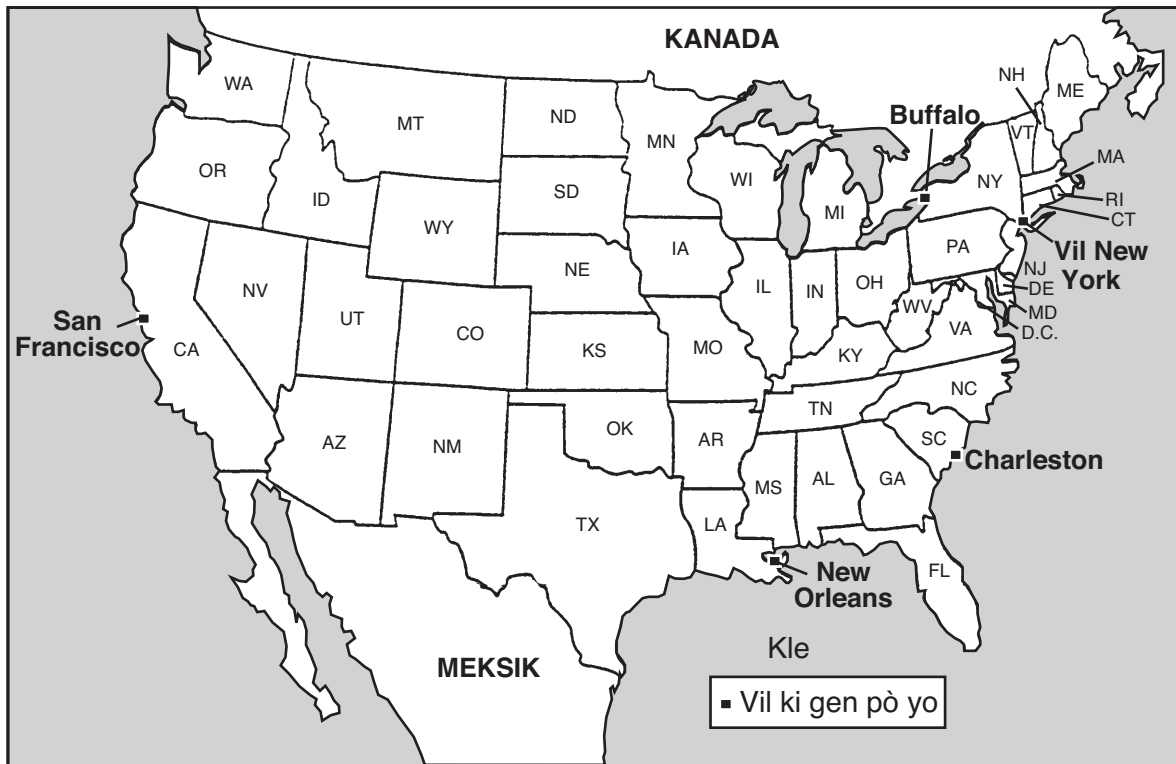 KANADA
WA
MT
ND
MN
OR
ID
WY
SD
WI
MI
NY
VT
NH
ME
MA
RI
CT
Buffalo
Vil New
York
NV
UT
CO
NE
IA
IL
IN
OH
PA
NJ
DE
MD
D.C.
WV
VA
San
Francisco
CA
KS
MO
KY
NC
TN
AZ
NM
OK
AR
SC
Charleston
MS
AL
GA
TX
LA
FL
New
Orleans
MEKSIK
Kle
Vil ki gen pò yo